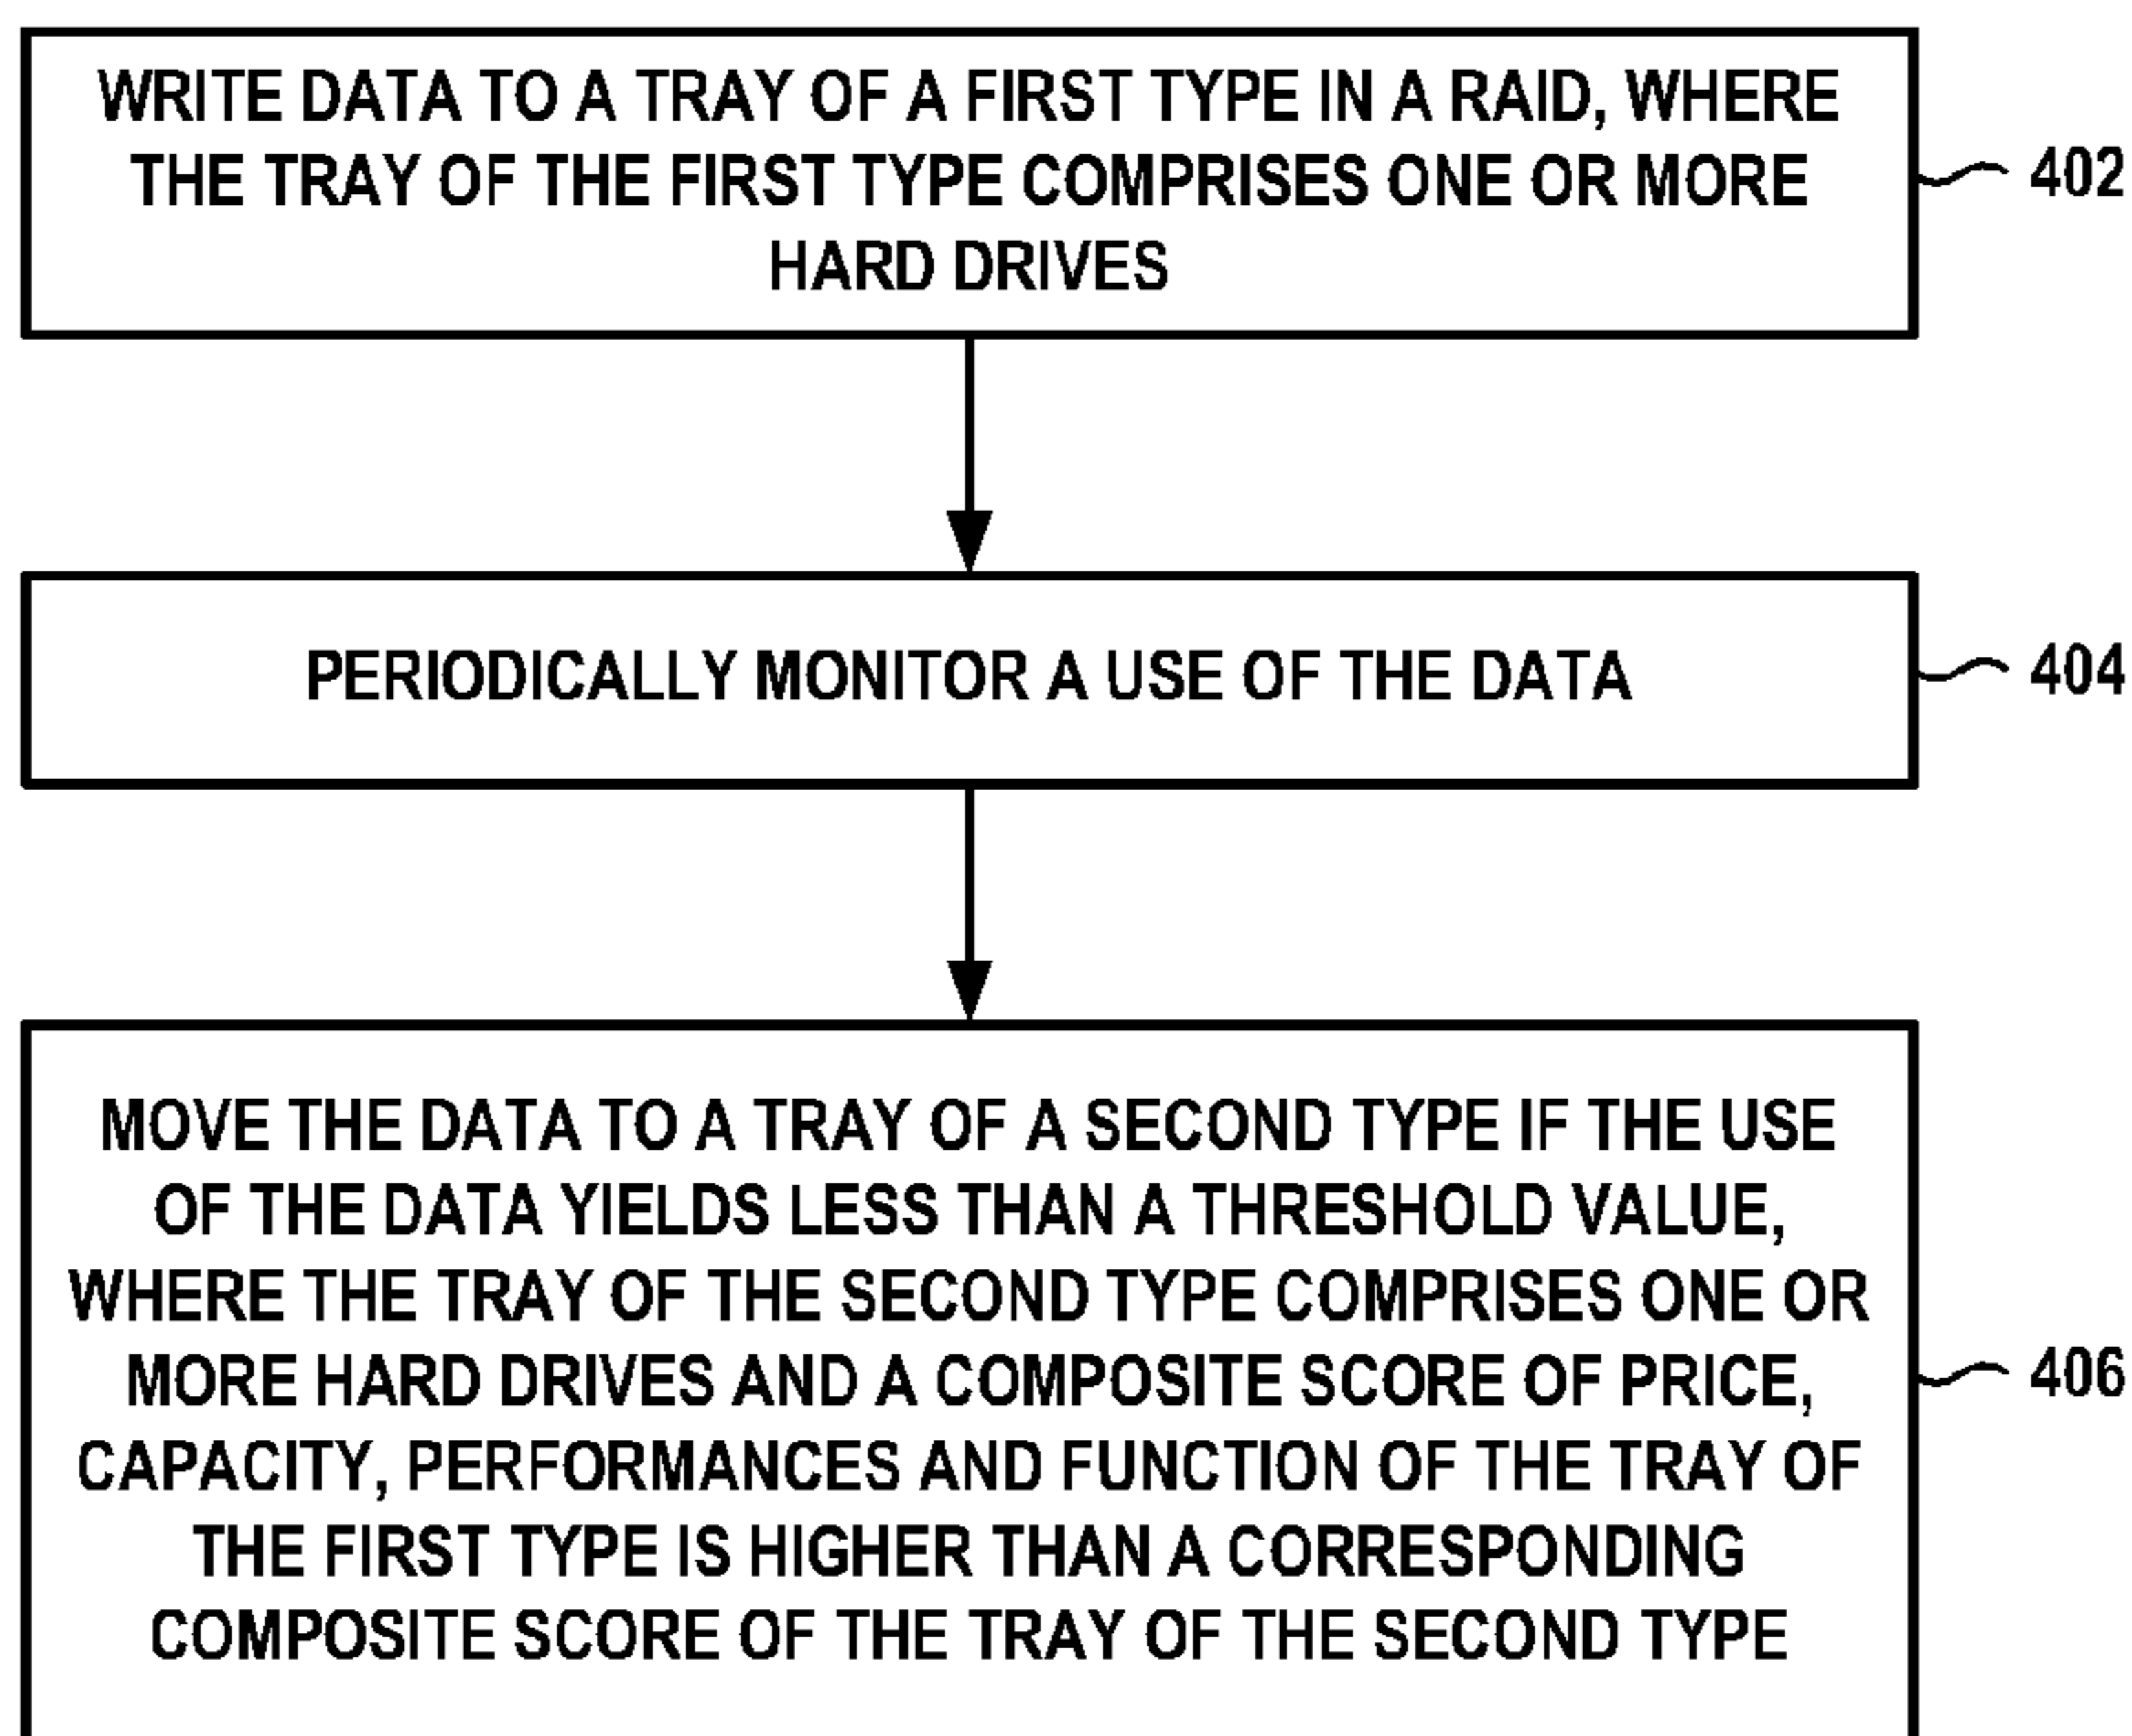 WRITE DATA TO A TRAY OF A FIRST TYPE IN A RAID, WHERE
THE TRAY OF THE FIRST TYPE COMPRISES ONE OR MORE
HARD DRIVES
402
PERIODICALLY MONITOR A USE OF THE DATA
404
MOVE THE DATA TO A TRAY OF A SECOND TYPE IF THE USE
OF THE DATA YIELDS LESS THAN A THRESHOLD VALUE,
WHERE THE TRAY OF THE SECOND TYPE COMPRISES ONE OR
MORE HARD DRIVES AND A COMPOSITE SCORE OF PRICE,
CAPACITY, PERFORMANCES AND FUNCTION OF THE TRAY OF
THE FIRST TYPE IS HIGHER THAN A CORRESPONDING
COMPOSITE SCORE OF THE TRAY OF THE SECOND TYPE
406